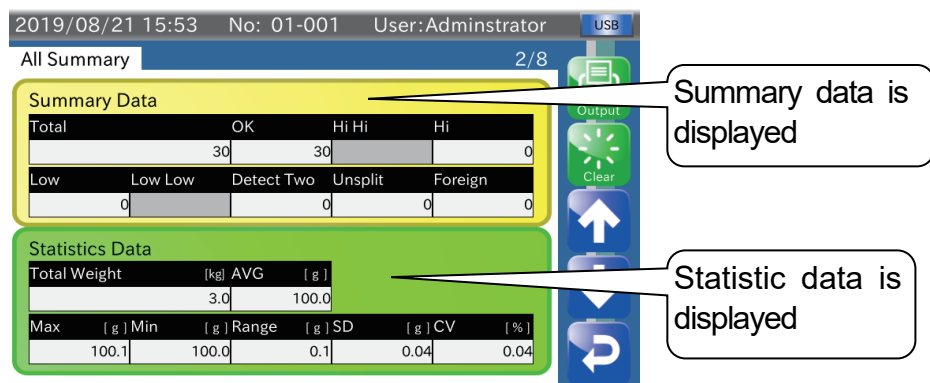 2019/08/21 15:53 No: 01-001 User:Adminstrator USB
All Summary 2/8
Output
Summary data is
displayed
Summary Data
Total OK Hi Hi Hi
30 30 0
Clear
Low Low Low Detect Two Unsplit Foreign
0 0 0 0
Statistics Data
Total Weight [kg] AVG [ g ]
3.0 100.0
Statistic data is
displayed
Max [ g ] Min [ g ] Range [ g ] SD [ g ] CV [ % ]
100.1 100.0 0.1 0.04 0.04